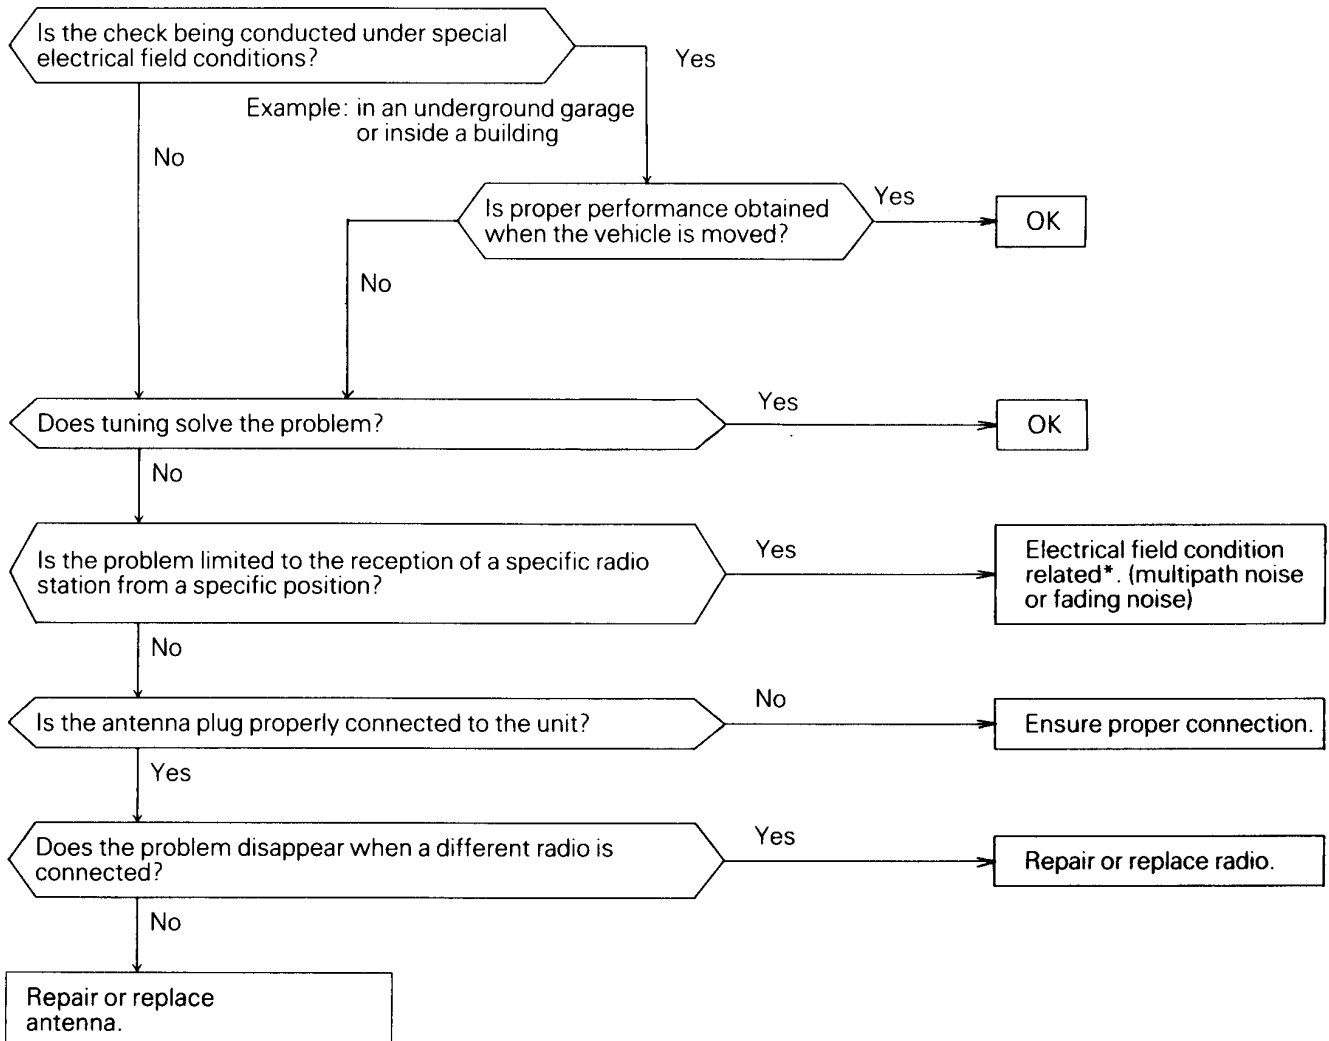 Is the check being conducted under special
electrical field conditions?
Yes
Example: in an underground garage
or inside a building
No
Is proper performance obtained
when the vehicle is moved?
Yes
OK
No
Does tuning solve the problem?
Yes
OK
No
Is the problem limited to the reception of a specific radio
station from a specific position?
Yes
Electrical field condition
related*. (multipath noise
or fading noise)
No
Is the antenna plug properly connected to the unit?
No
Ensure proper connection.
Yes
Does the problem disappear when a different radio is
connected?
Yes
Repair or replace radio.
No
Repair or replace
antenna.